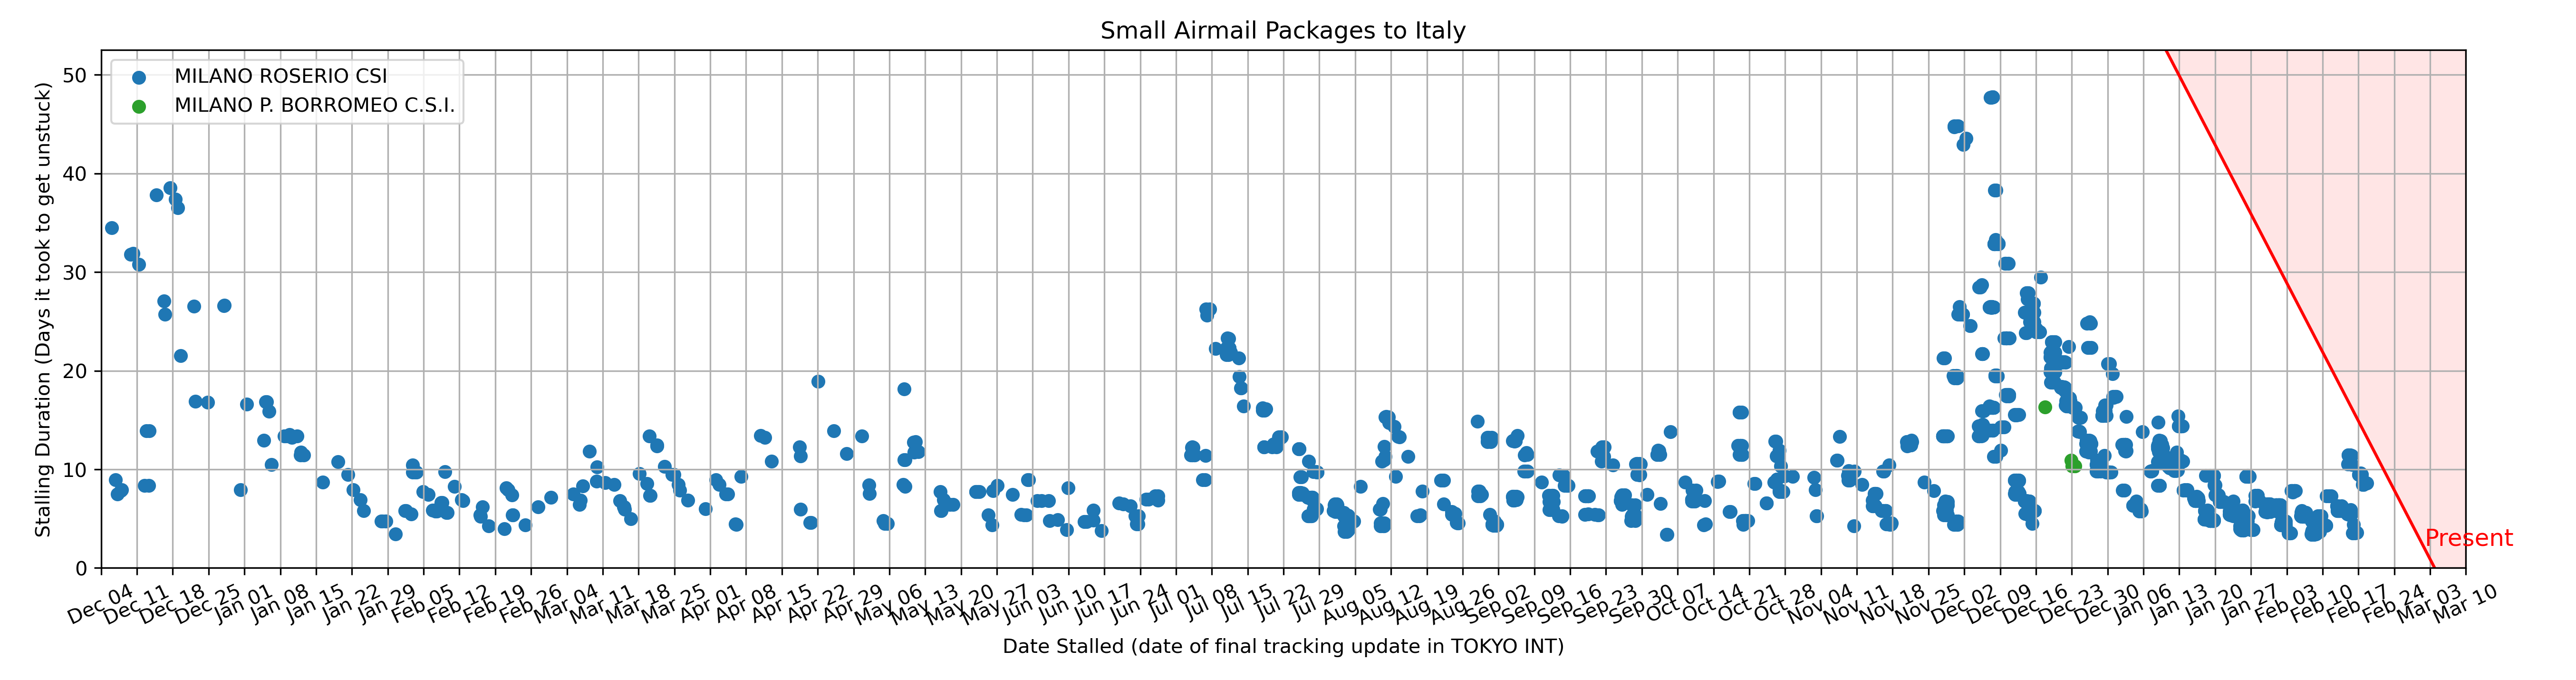 Small Airmail Packages to Italy
MILANO ROSERIO CSI
MILANO P. BORROMEO C.S.I.
Stalling Duration (Days it took to get unstuck)
50
40
30
20
10
0
Present
Dec 04 Dec 11 Dec 18 Dec 25 Jan 01 Jan 08 Jan 15 Jan 22 Jan 29 Feb 05 Feb 12 Feb 19 Feb 26 Mar 04 Mar 11 Mar 18 Mar 25 Apr 01 Apr 08 Apr 15 Apr 22 Apr 29 May 06 May 13 May 20 May 27 Jun 03 Jun 10 Jun 17 Jun 24 Jul 01 Jul 08 Jul 15 Jul 22 Jul 29 Aug 05 Aug 12 Aug 19 Aug 26 Sep 02 Sep 09 Sep 16 Sep 23 Sep 30 Oct 07 Oct 14 Oct 21 Oct 28 Nov 04 Nov 11 Nov 18 Nov 25 Dec 02 Dec 09 Dec 16 Dec 23 Dec 30 Jan 06 Jan 13 Jan 20 Jan 27 Feb 03 Feb 10 Feb 17 Feb 24 Mar 03 Mar 10
Date Stalled (date of final tracking update in TOKYO INT)